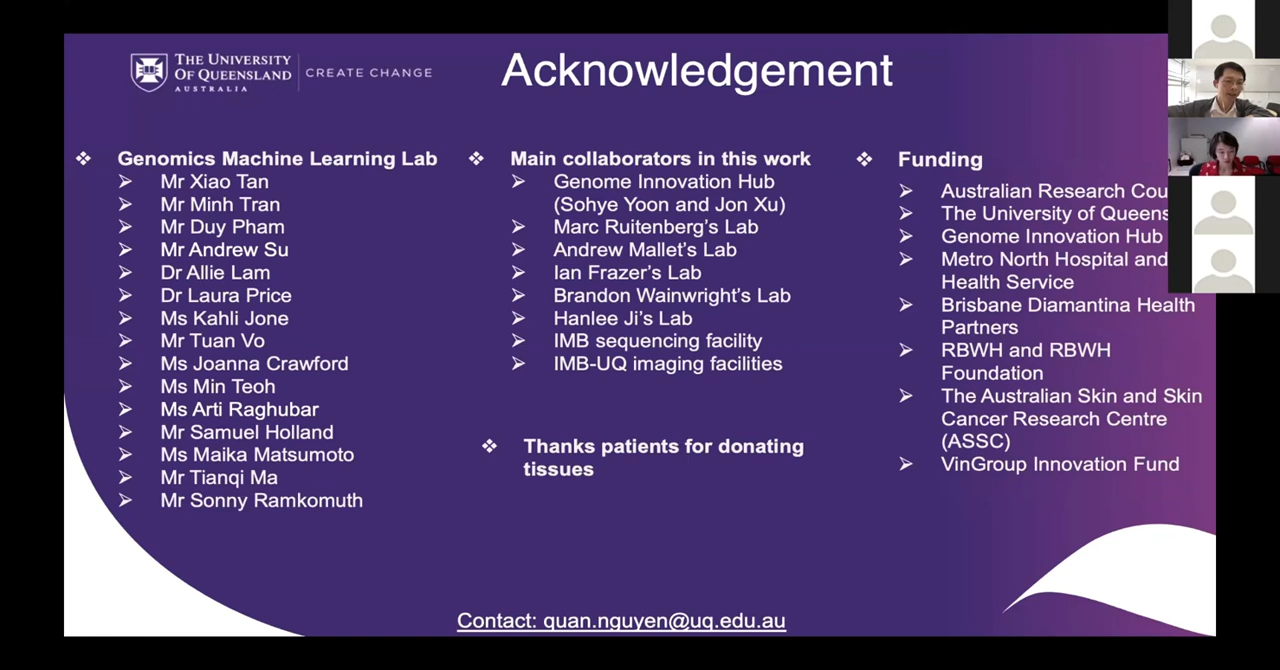 THE UNIVERSITY
OF QUEENSLAND
AUSTRALIA
CREATE CHANGE
Acknowledgement
Genomics Machine Learning Lab
Mr Xiao Tan
Mr Minh Tran
Mr Duy Pham
Mr Andrew Su
Dr Allie Lam
Dr Laura Price
Ms Kahli Jone
Mr Tuan Vo
Ms Joanna Crawford
Ms Min Teoh
Ms Arti Raghubar
Mr Samuel Holland
Ms Maika Matsumoto
Mr Tianqi Ma
Mr Sonny Ramkomuth
Main collaborators in this work
Genome Innovation Hub
(Sohye Yoon and Jon Xu)
Marc Ruitenberg's Lab
Andrew Mallet's Lab
Ian Frazer's Lab
Brandon Wainwright's Lab
Hanlee Ji's Lab
IMB sequencing facility
IMB-UQ imaging facilities
Thanks patients for donating
tissues
Funding
Australian Research Cou
The University of Queens
Genome Innovation Hub
Metro North Hospital and
Health Service
Brisbane Diamantina Health
Partners
RBWH and RBWH
Foundation
The Australian Skin and Skin
Cancer Research Centre
(ASSC)
VinGroup Innovation Fund
Contact: quan.nguyen@uq.edu.au